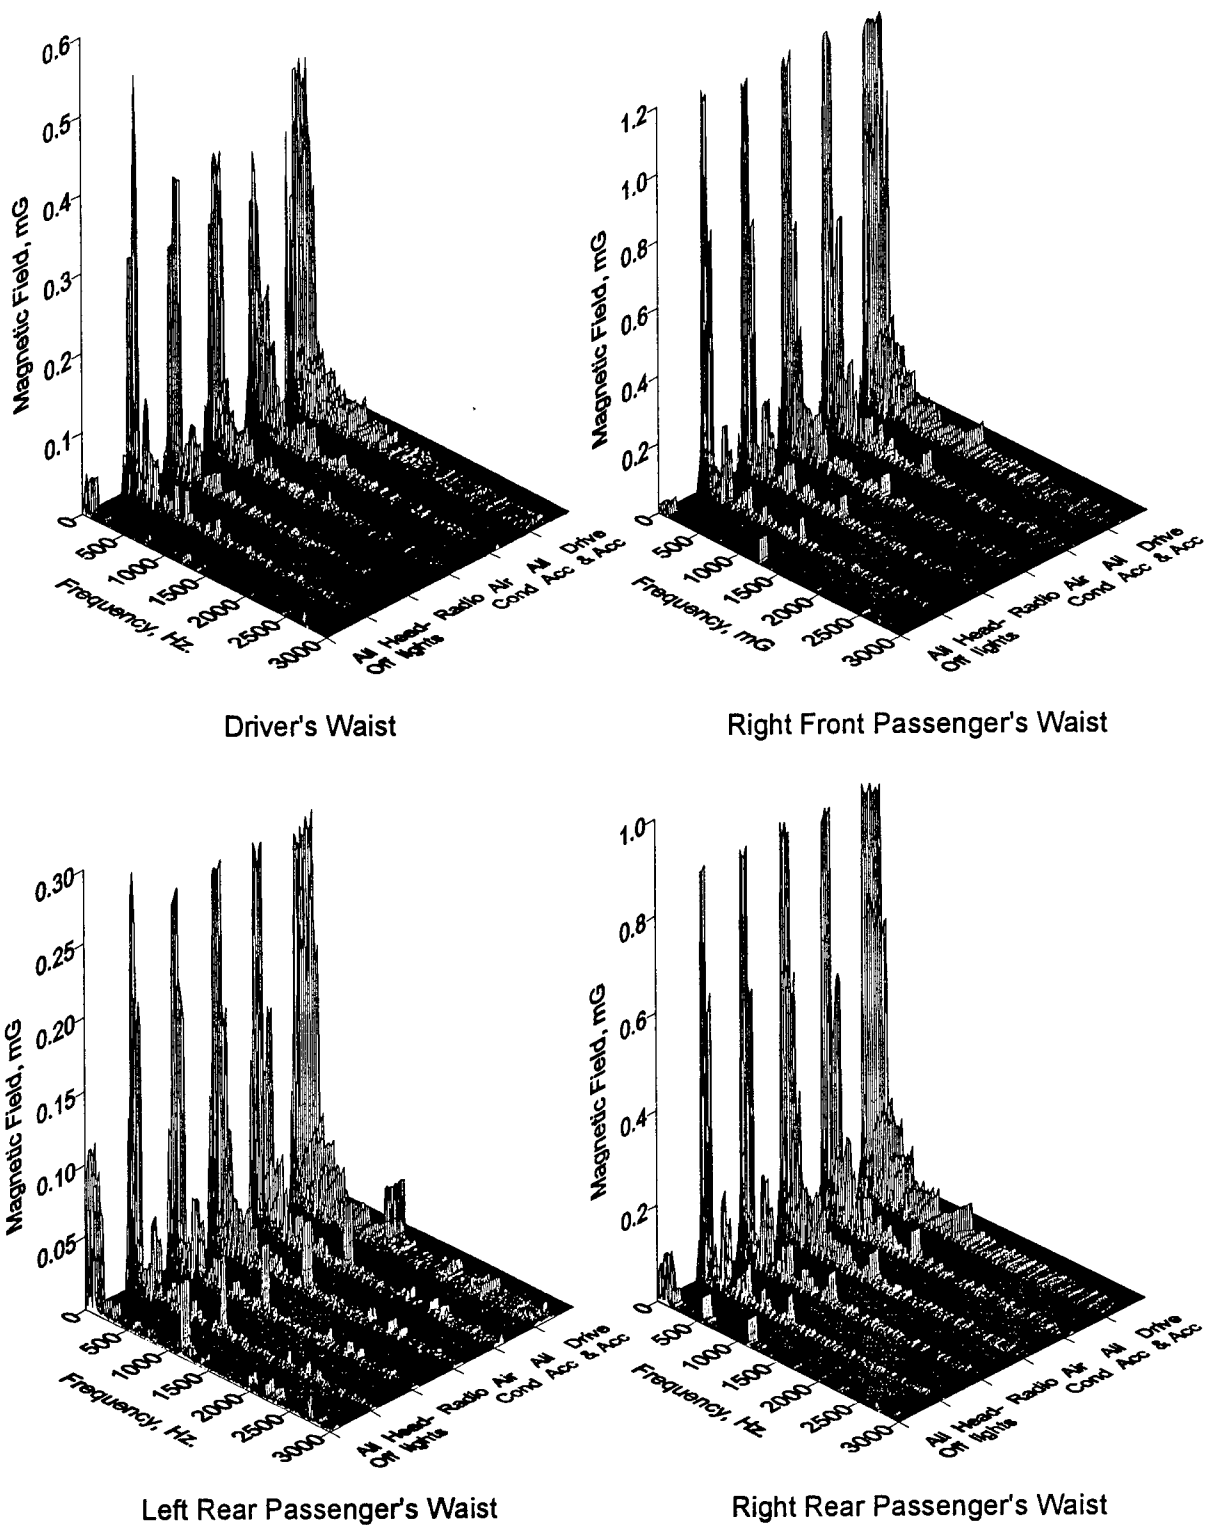 0.6
0.5
0.4
0.3
0.2
0.1
0
Magnetic Field, mG
500
1000
1500
2000
2500
3000
Frequency, Hz.
All Head- Radio Air All Drive
Off lights Cond Acc & Acc
Driver's Waist
1.2
1.0
0.8
0.6
0.4
0.2
0
Magnetic Field, mG
500
1000
1500
2000
2500
3000
Frequency, mG
All Head- Radio Air All Drive
Off lights Cond Acc & Acc
Right Front Passenger's Waist
0.30
0.25
0.20
0.15
0.10
0.05
0
Magnetic Field, mG
500
1000
1500
2000
2500
3000
Frequency, Hz.
All Head- Radio Air All Drive
Off lights Cond Acc & Acc
Left Rear Passenger's Waist
1.0
0.8
0.6
0.4
0.2
0
Magnetic Field, mG
500
1000
1500
2000
2500
3000
Frequency, Hz
All Head- Radio Air All Drive
Off lights Cond Acc & Acc
Right Rear Passenger's Waist